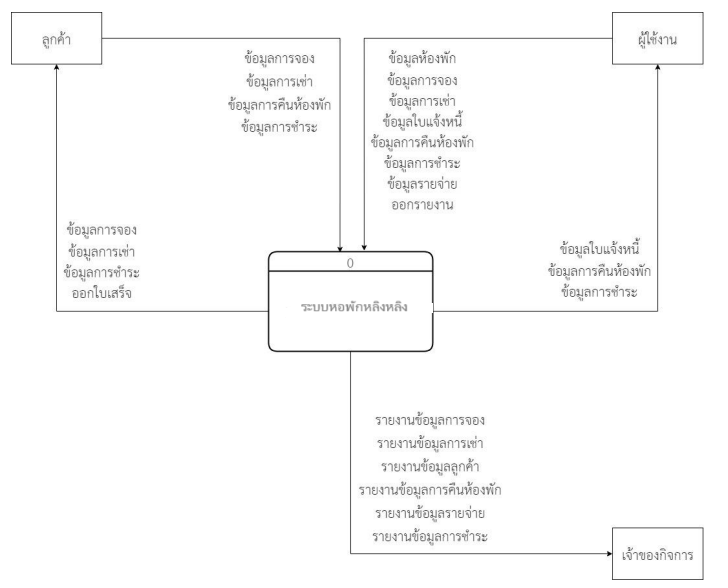 ลูกค้า
ผู้ใช้งาน
ข้อมูลการจอง
ข้อมูลการเช่า
ข้อมูลการคืนห้องพัก
ข้อมูลการชำระ
ข้อมูลห้องพัก
ข้อมูลการจอง
ข้อมูลการเช่า
ข้อมูลใบแจ้งหนี้
ข้อมูลการคืนห้องพัก
ข้อมูลการชำระ
ข้อมูลรายจ่าย
ออกรายงาน
ข้อมูลการจอง
ข้อมูลการเช่า
ข้อมูลการชำระ
ออกใบเสร็จ
0
ระบบหอพักหลิงหลิง
ข้อมูลใบแจ้งหนี้
ข้อมูลการคืนห้องพัก
ข้อมูลการชำระ
รายงานข้อมูลการจอง
รายงานข้อมูลการเช่า
รายงานข้อมูลลูกค้า
รายงานข้อมูลการคืนห้องพัก
รายงานข้อมูลรายจ่าย
รายงานข้อมูลการชำระ
เจ้าของกิจการ